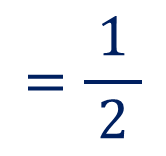 = 1/2